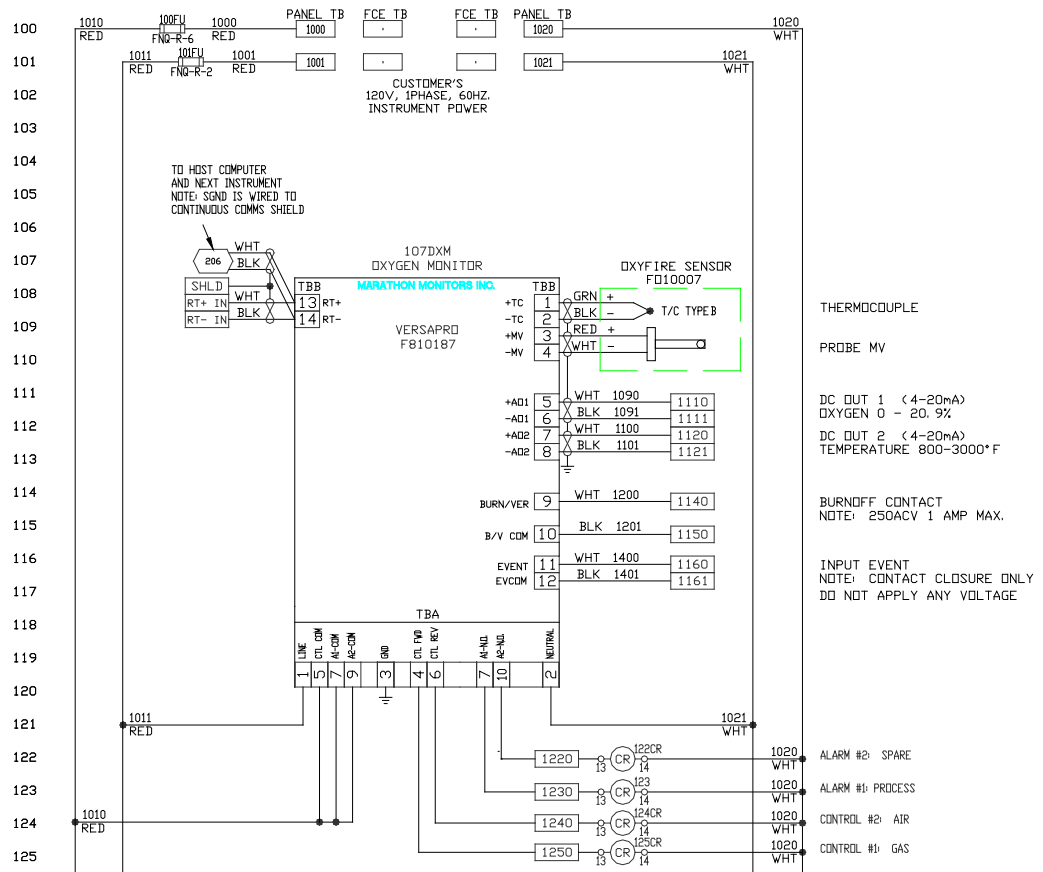 100
1010
RED
100FU
FNQ-R-6
1000
RED
PANEL TB
1000
FCE TB
FCE TB
PANEL TB
1020
1020
WHT
101
1011
RED
101FU
FNQ-R-2
1001
RED
1001
1021
1021
WHT
102
CUSTOMER'S
120V, 1PHASE, 60HZ.
INSTRUMENT POWER
103
104
TO HOST COMPUTER
AND NEXT INSTRUMENT
NOTE: SGND IS WIRED TO
CONTINUOUS COMMS SHIELD
105
106
107
206
WHT
BLK
107DXM
OXYGEN MONITOR
OXYFIRE SENSOR
FO10007
108
SHLD
RT+ IN
WHT
RT- IN
BLK
TBB
13 RT+
14 RT-
MARATHON MONITORS INC.
VERSAPRO
F810187
TBB
+TC 1 GRN +
-TC 2 BLK -
T/C TYPE B
THERMOCOUPLE
109
+MV 3 RED +
-MV 4 WHT -
PROBE MV
110
111
+AO1 5 WHT 1090 1110
-AO1 6 BLK 1091 1111
DC OUT 1 (4-20mA)
OXYGEN 0 - 20.9%
112
+AO2 7 WHT 1100 1120
-AO2 8 BLK 1101 1121
DC OUT 2 (4-20mA)
TEMPERATURE 800-3000°F
113
114
BURN/VER 9 WHT 1200 1140
BURNOFF CONTACT
NOTE: 250ACV 1 AMP MAX.
115
B/V COM 10 BLK 1201 1150
116
EVENT 11 WHT 1400 1160
EVCOM 12 BLK 1401 1161
INPUT EVENT
NOTE: CONTACT CLOSURE ONLY
DO NOT APPLY ANY VOLTAGE
117
118
TBA
119
LINE
CTL COM
A1-COM
A2-COM
GND
CTL FWD
CTL REV
A1-N.O.
A2-N.O.
NEUTRAL
1 5 7 9 3 4 6 7 10 2
120
121
1011
RED
1021
WHT
122
1220
13
CR
122CR
14
1020
WHT
ALARM #2: SPARE
123
1230
13
CR
123
14
1020
WHT
ALARM #1: PROCESS
124
1010
RED
1240
13
CR
124CR
14
1020
WHT
CONTROL #2: AIR
125
1250
13
CR
125CR
14
1020
WHT
CONTROL #1: GAS